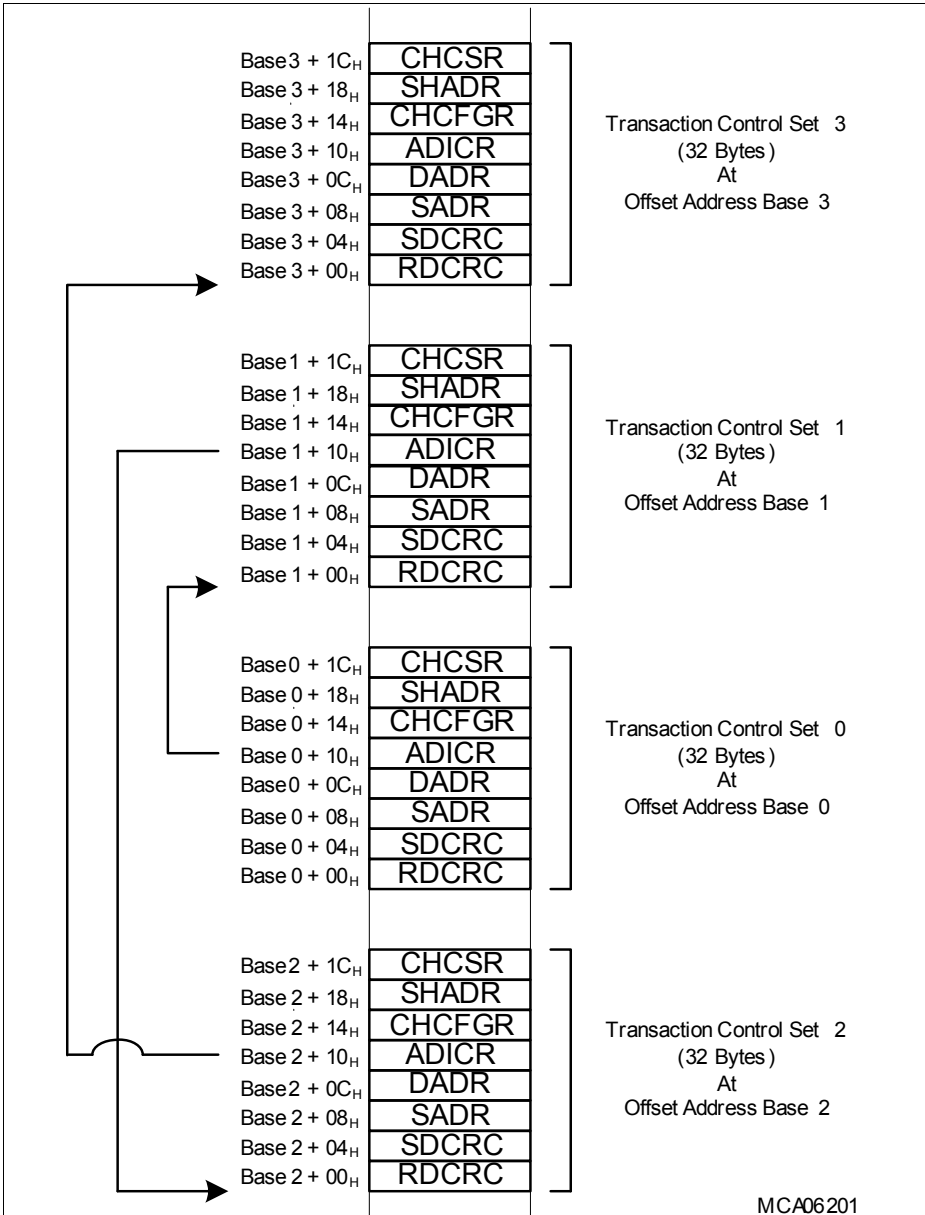 Base 3 + 1CH CHCSR
Base 3 + 18H SHADR
Base 3 + 14H CHCFGR
Base 3 + 10H ADICR
Base 3 + 0CH DADR
Base 3 + 08H SADR
Base 3 + 04H SDCRC
Base 3 + 00H RDCRC
Transaction Control Set 3
(32 Bytes)
At
Offset Address Base 3
Base 1 + 1CH CHCSR
Base 1 + 18H SHADR
Base 1 + 14H CHCFGR
Base 1 + 10H ADICR
Base 1 + 0CH DADR
Base 1 + 08H SADR
Base 1 + 04H SDCRC
Base 1 + 00H RDCRC
Transaction Control Set 1
(32 Bytes)
At
Offset Address Base 1
Base 0 + 1CH CHCSR
Base 0 + 18H SHADR
Base 0 + 14H CHCFGR
Base 0 + 10H ADICR
Base 0 + 0CH DADR
Base 0 + 08H SADR
Base 0 + 04H SDCRC
Base 0 + 00H RDCRC
Transaction Control Set 0
(32 Bytes)
At
Offset Address Base 0
Base 2 + 1CH CHCSR
Base 2 + 18H SHADR
Base 2 + 14H CHCFGR
Base 2 + 10H ADICR
Base 2 + 0CH DADR
Base 2 + 08H SADR
Base 2 + 04H SDCRC
Base 2 + 00H RDCRC
Transaction Control Set 2
(32 Bytes)
At
Offset Address Base 2
MCA06201